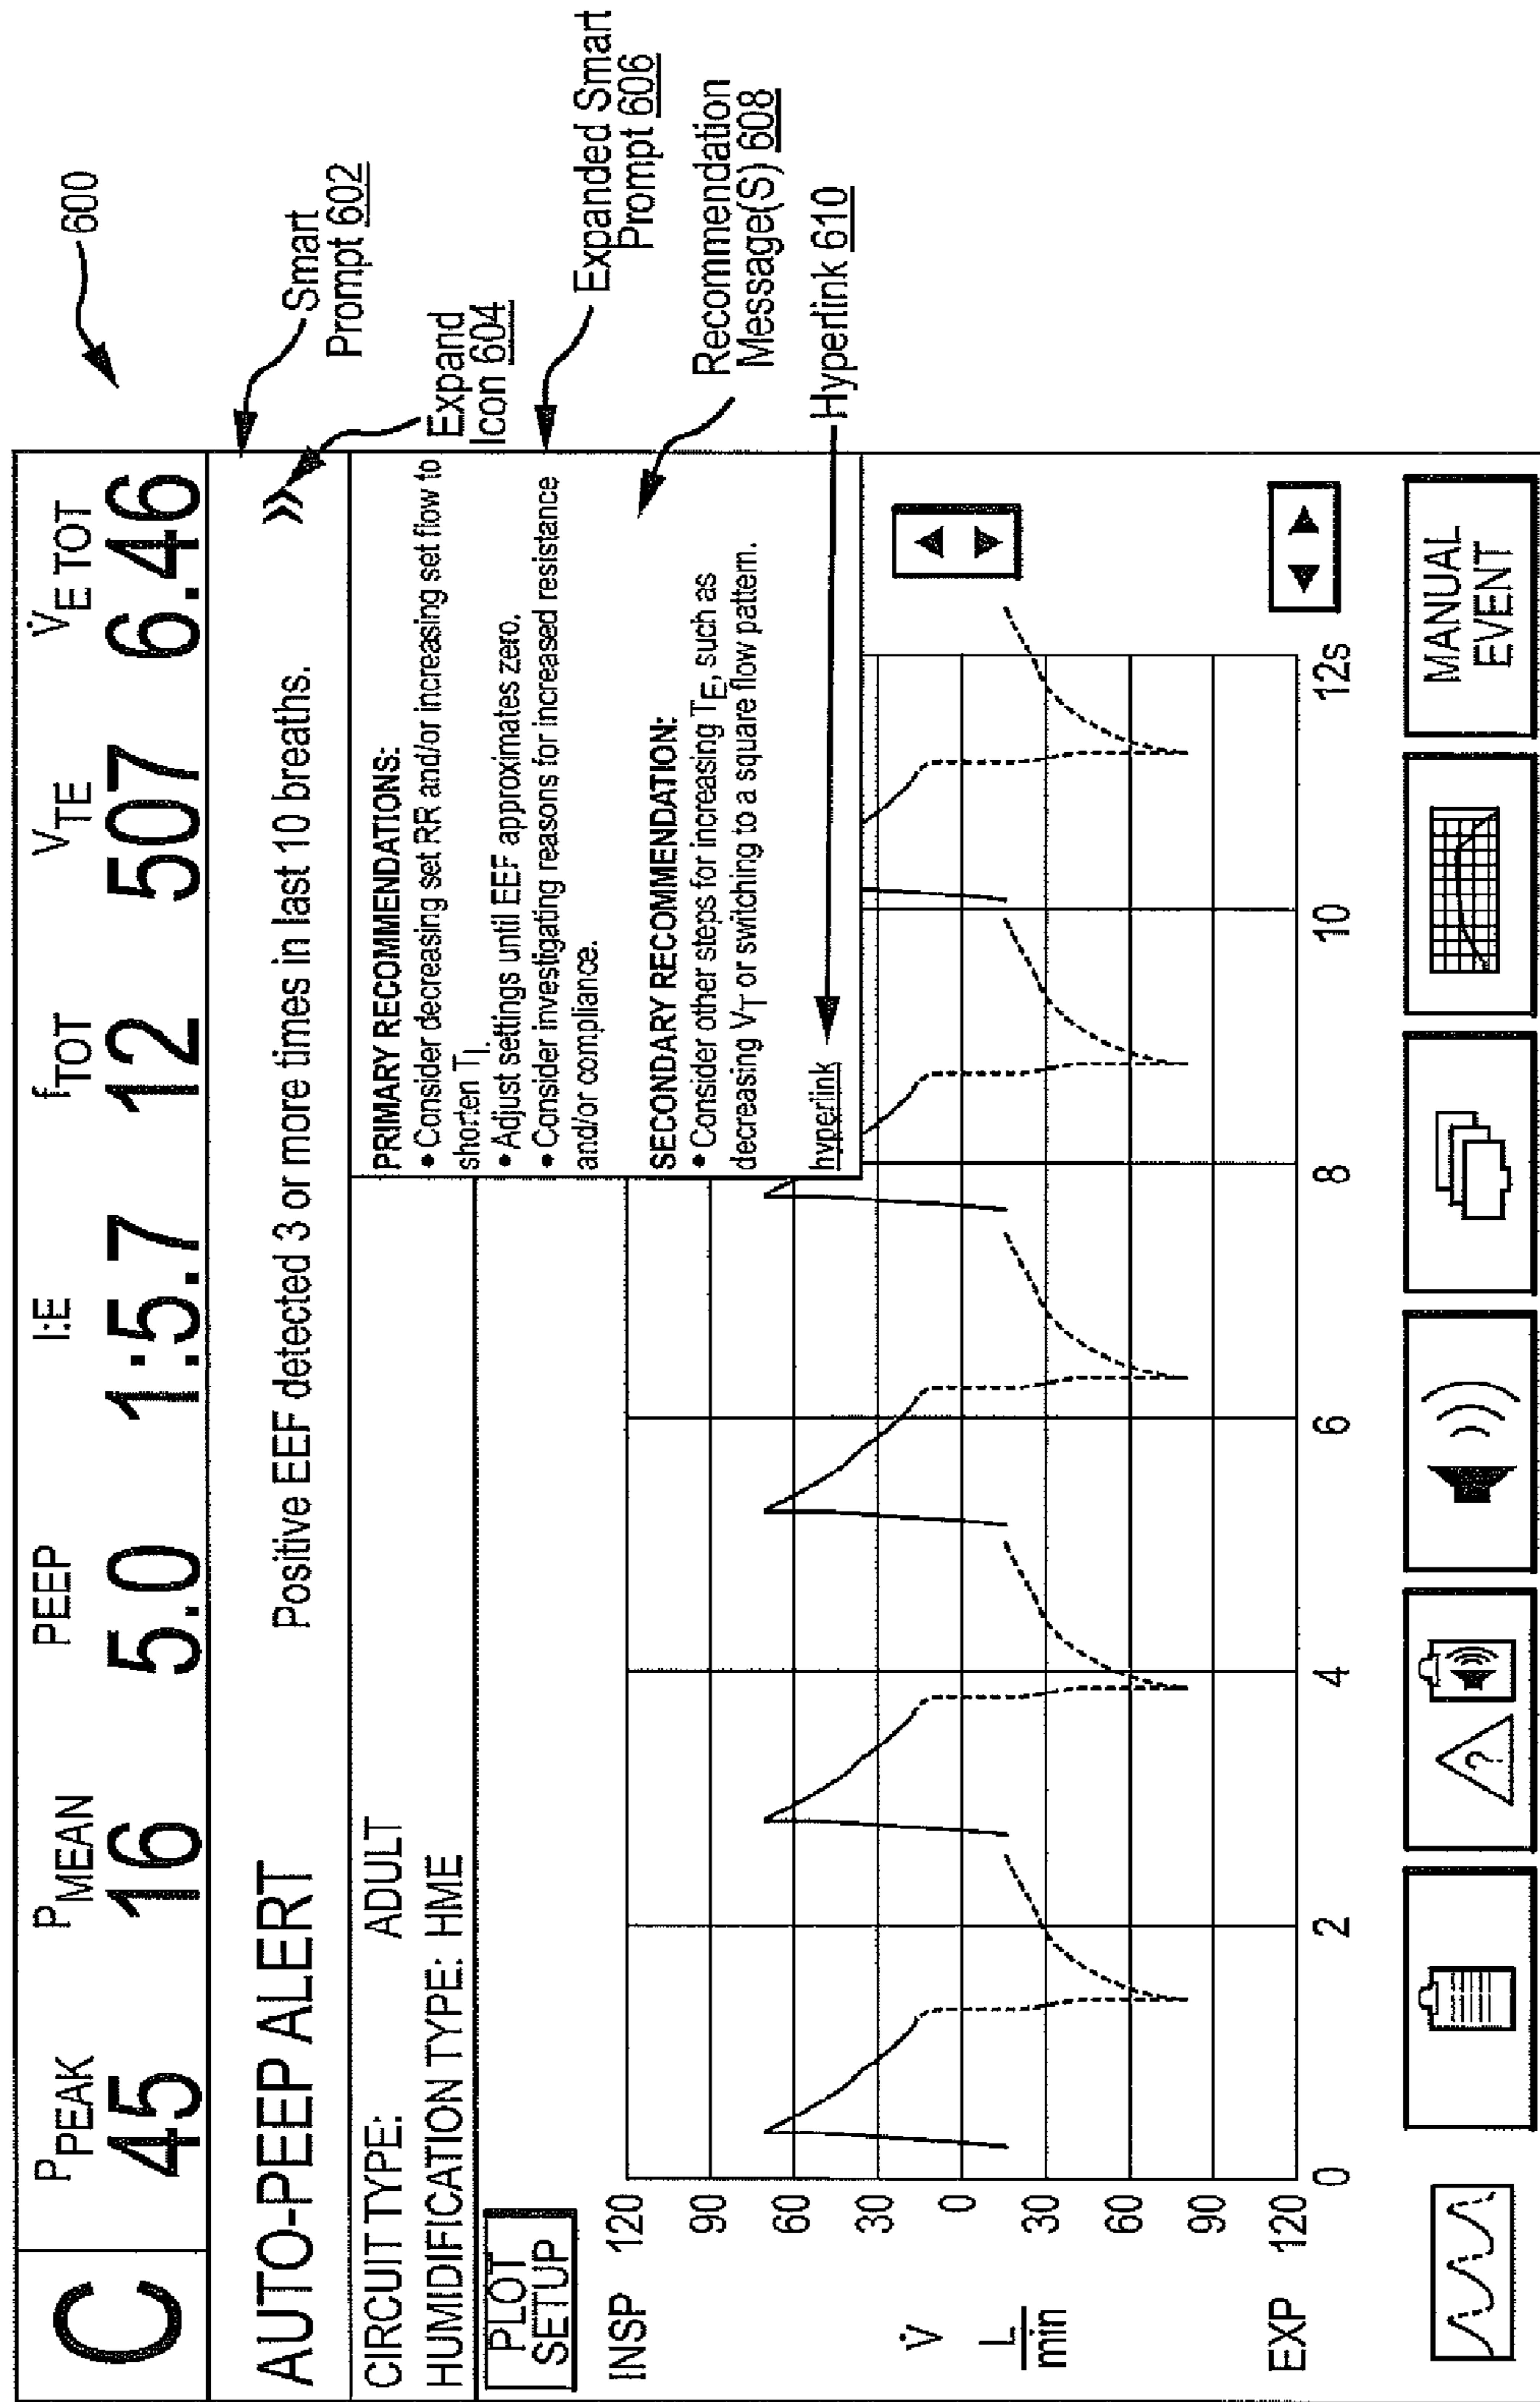 600
C
P PEAK P MEAN PEEP I:E f TOT V TE V̇ E TOT
45 16 5.0 1:5.7 12 507 6.46
AUTO-PEEP ALERT Positive EEF detected 3 or more times in last 10 breaths. »
Smart
Prompt 602
Expand
Icon 604
CIRCUIT TYPE: ADULT
HUMIDIFICATION TYPE: HME
PRIMARY RECOMMENDATIONS:
• Consider decreasing set RR and/or increasing set flow to
shorten TI.
• Adjust settings until EEF approximates zero.
• Consider investigating reasons for increased resistance
and/or compliance.
SECONDARY RECOMMENDATION:
• Consider other steps for increasing TE, such as
decreasing VT or switching to a square flow pattern.
hyperlink
Expanded Smart
Prompt 606
Recommendation
Message(S) 608
Hyperlink 610
PLOT
SETUP
INSP 120
90
60
30
V̇ 0
L
min
30
60
90
EXP 120
0 2 4 6 8 10 12s
?
MANUAL
EVENT